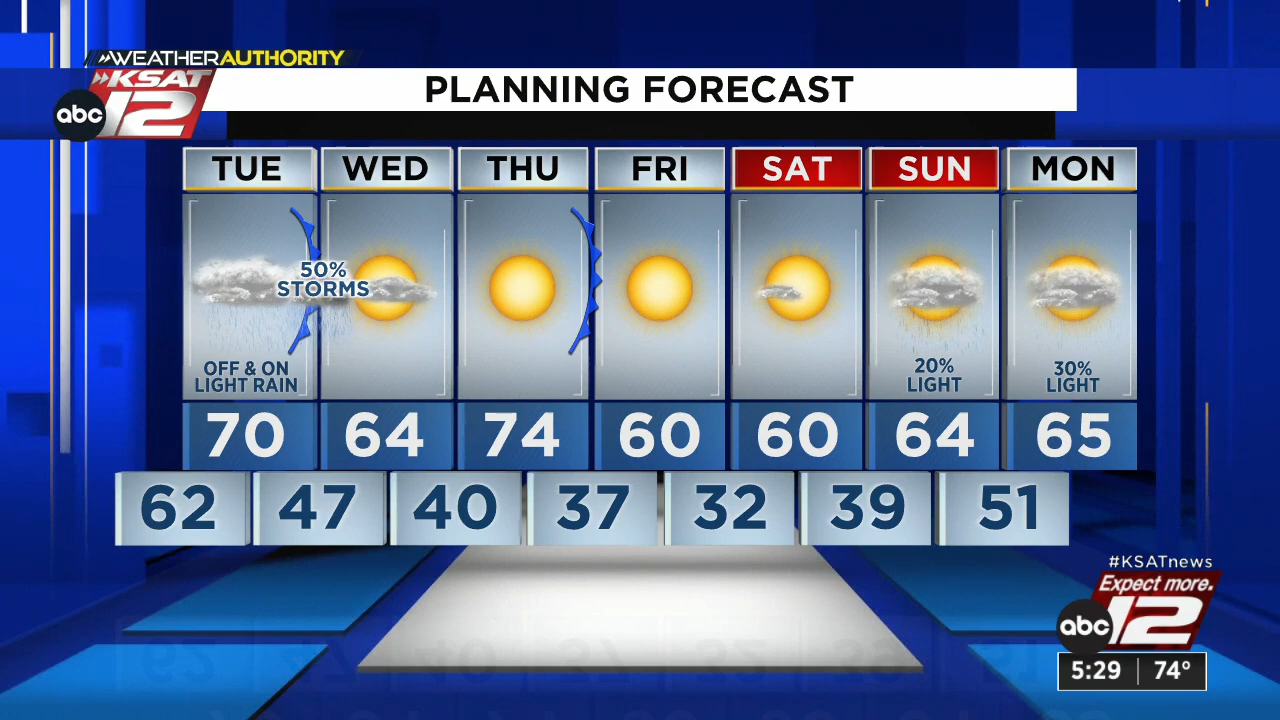 WEATHERAUTHORITY
KSAT
abc 12
PLANNING FORECAST
TUE WED THU FRI SAT SUN MON
50%
STORMS
OFF & ON
LIGHT RAIN
20%
LIGHT
30%
LIGHT
70 64 74 60 60 64 65
62 47 40 37 32 39 51
#KSATnews
Expect more.
abc 12
5:29 74°